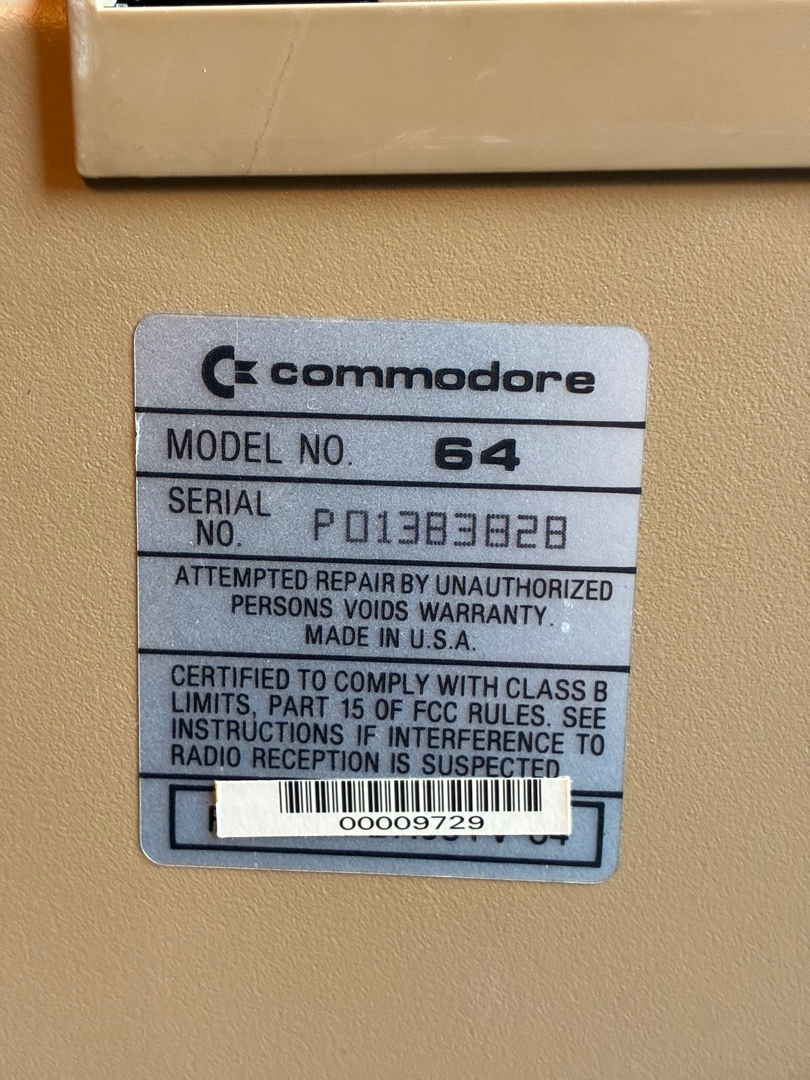 commodore
MODEL NO. 64
SERIAL NO. P01383828
ATTEMPTED REPAIR BY UNAUTHORIZED
PERSONS VOIDS WARRANTY.
MADE IN U.S.A.
CERTIFIED TO COMPLY WITH CLASS B
LIMITS, PART 15 OF FCC RULES. SEE
INSTRUCTIONS IF INTERFERENCE TO
RADIO RECEPTION IS SUSPECTED
00009729